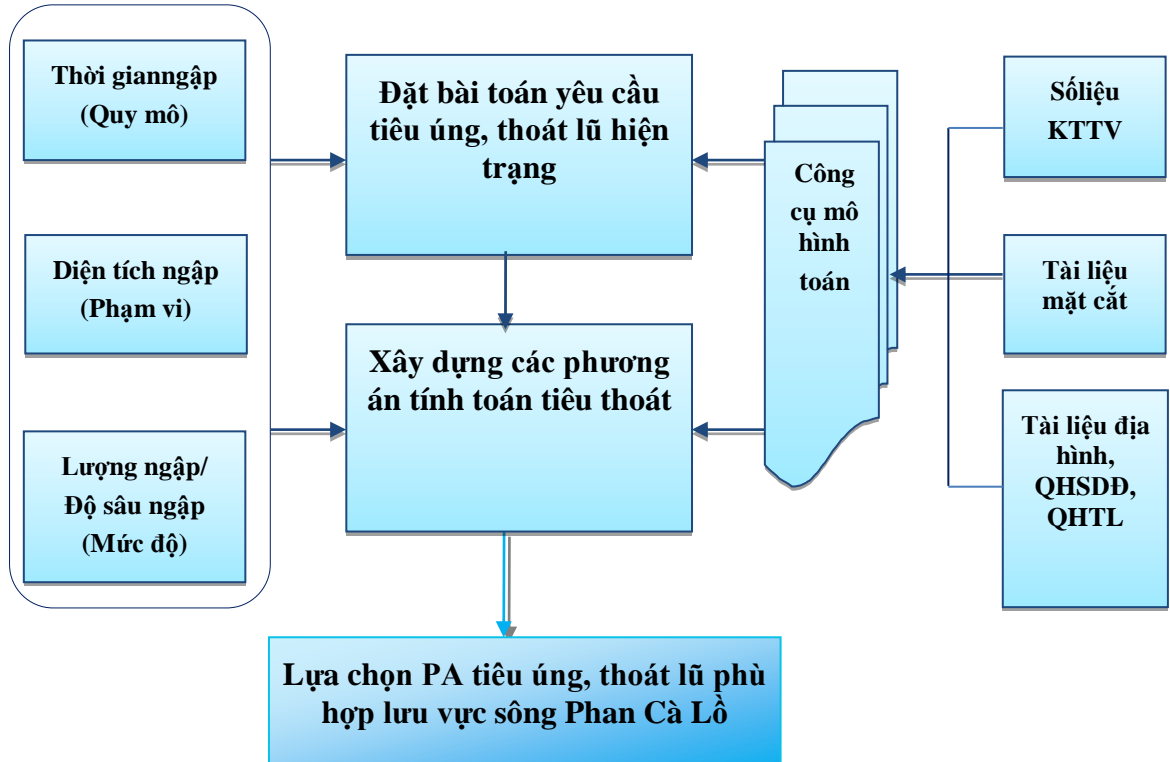 Thời gianngập
(Quy mô)
Diện tích ngập
(Phạm vi)
Lượng ngập/
Độ sâu ngập
(Mức độ)
Đặt bài toán yêu cầu
tiêu úng, thoát lũ hiện
trạng
Xây dựng các phương
án tính toán tiêu thoát
Lựa chọn PA tiêu úng, thoát lũ phù
hợp lưu vực sông Phan Cà Lồ
Công
cụ mô
hình
toán
Sốliệu
KTTV
Tài liệu
mặt cắt
Tài liệu địa
hình,
QHSDĐ,
QHTL